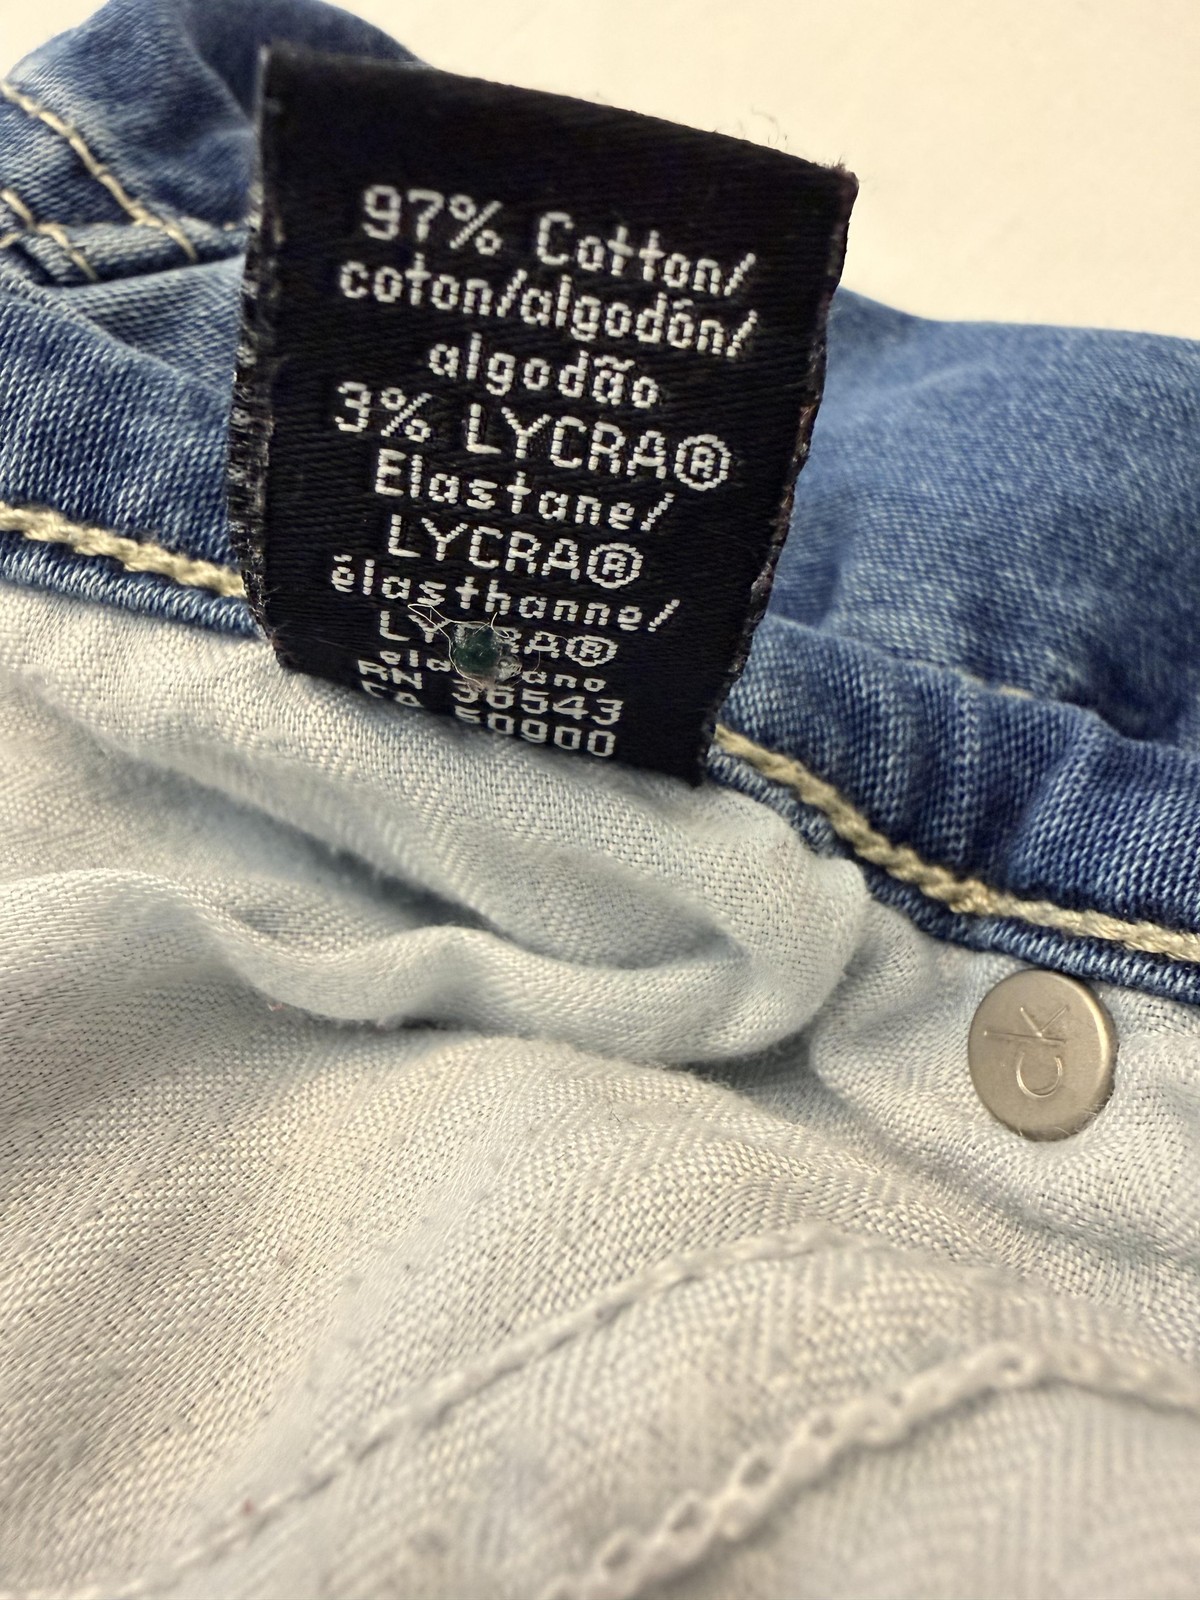 97% Cotton/
coton/algodón/
algodão
3% LYCRA®
Elastane/
LYCRA®
élasthanne/
RN 36543
CA 50900
ck